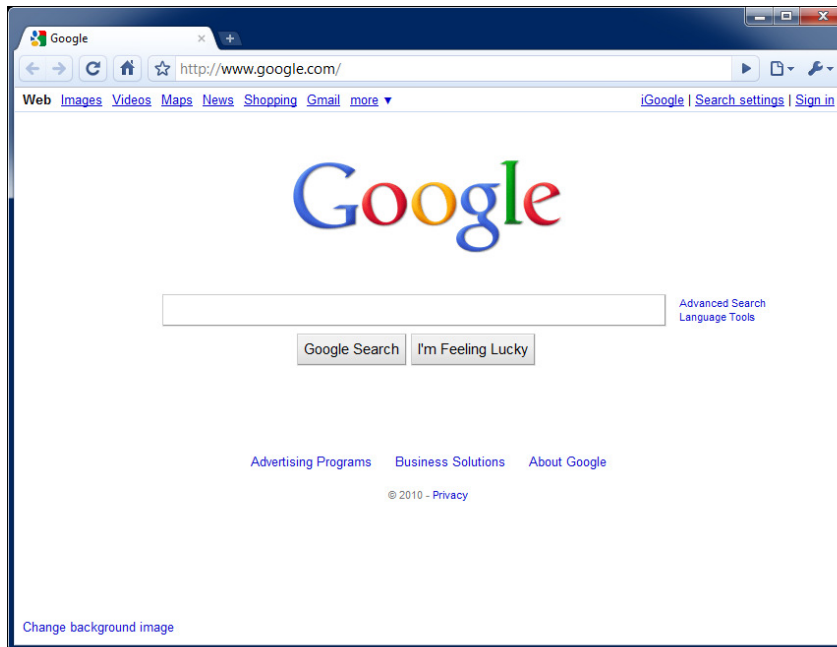 Google
http://www.google.com/
Web Images Videos Maps News Shopping Gmail more ▼ iGoogle | Search settings | Sign in
Google
Advanced Search
Language Tools
Google Search I'm Feeling Lucky
Advertising Programs Business Solutions About Google
© 2010 - Privacy
Change background image